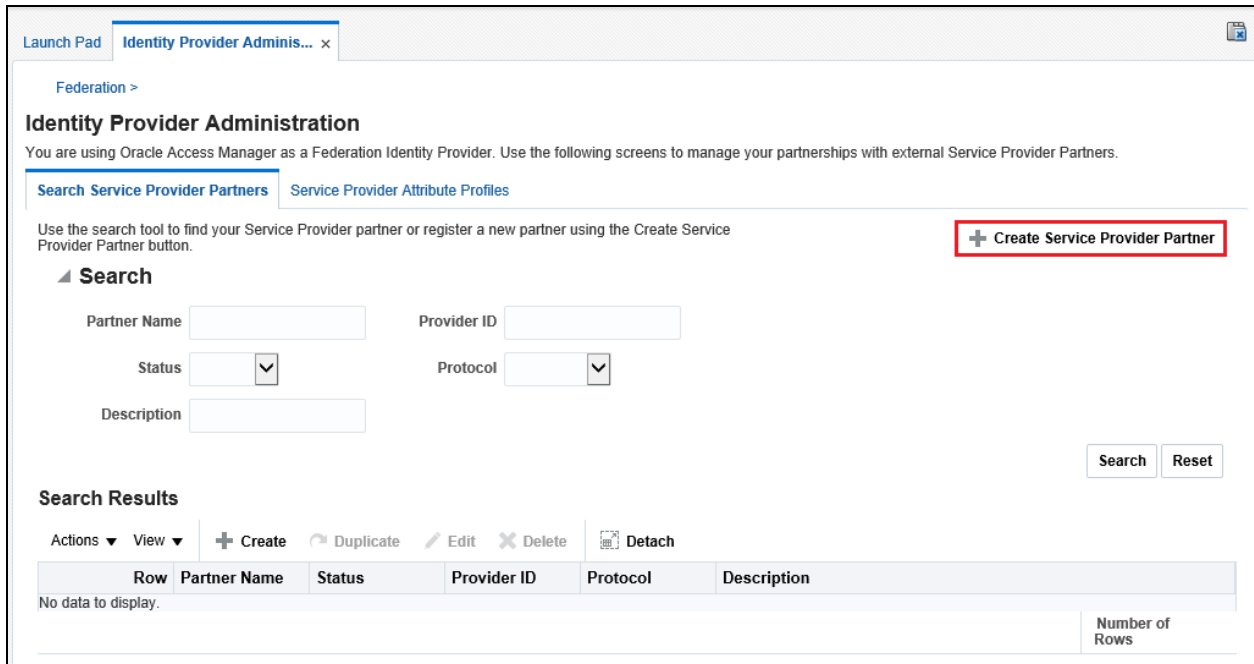 Launch Pad Identity Provider Adminis... ×
Federation >
Identity Provider Administration
You are using Oracle Access Manager as a Federation Identity Provider. Use the following screens to manage your partnerships with external Service Provider Partners.
Search Service Provider Partners Service Provider Attribute Profiles
Use the search tool to find your Service Provider partner or register a new partner using the Create Service
Provider Partner button.
Create Service Provider Partner
Search
Partner Name Provider ID
Status Protocol
Description
Search Reset
Search Results
Actions View Create Duplicate Edit Delete Detach
Row Partner Name Status Provider ID Protocol Description
No data to display.
Number of
Rows